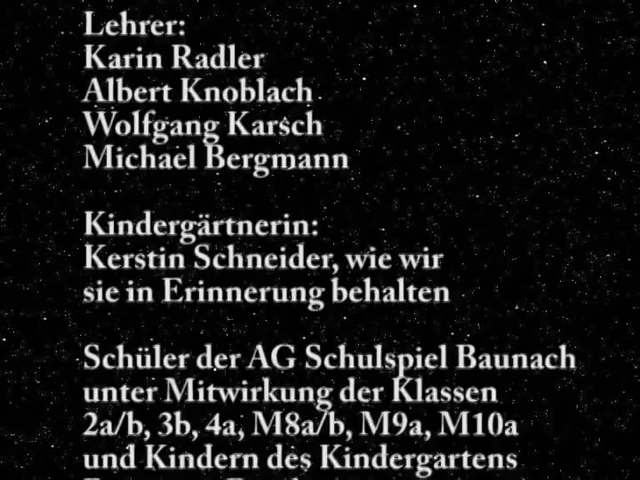 Lehrer:
Karin Radler
Albert Knoblach
Wolfgang Karsch
Michael Bergmann
Kindergärtnerin:
Kerstin Schneider, wie wir
sie in Erinnerung behalten
Schüler der AG Schulspiel Baunach
unter Mitwirkung der Klassen
2a/b, 3b, 4a, M8a/b, M9a, M10a
und Kindern des Kindergartens